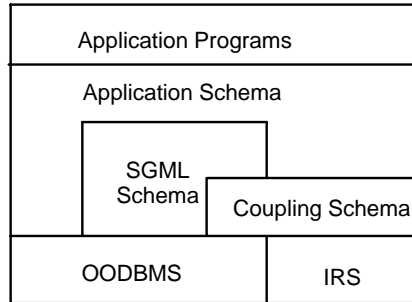 Application Programs
Application Schema
SGML
Schema
Coupling Schema
OODBMS
IRS